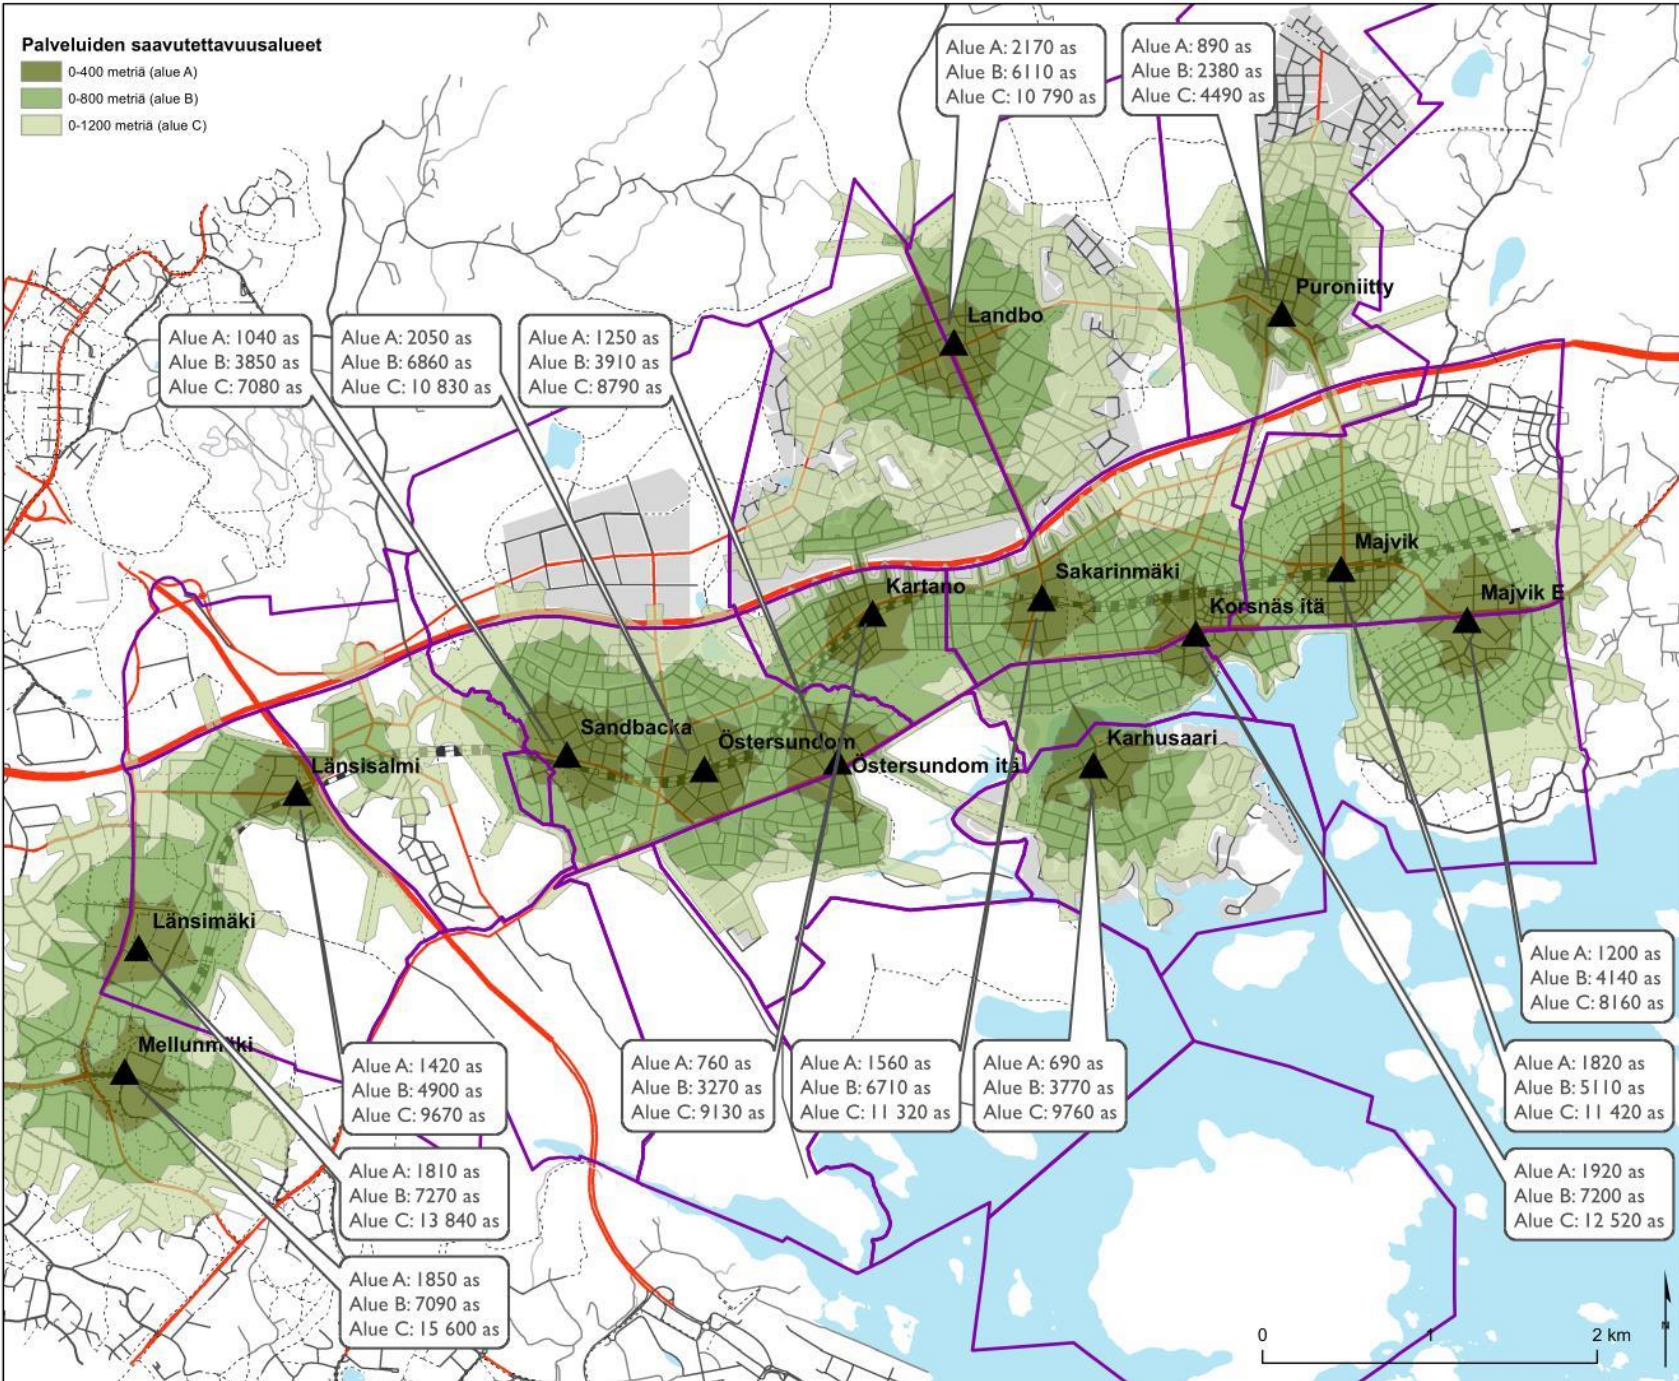 Palveluiden saavutettavuusalueet
0-400 metriä (alue A)
0-800 metriä (alue B)
0-1200 metriä (alue C)
Alue A: 2170 as
Alue B: 6110 as
Alue C: 10 790 as
Alue A: 890 as
Alue B: 2380 as
Alue C: 4490 as
Puroniitty
Landbo
Alue A: 1040 as
Alue B: 3850 as
Alue C: 7080 as
Alue A: 2050 as
Alue B: 6860 as
Alue C: 10 830 as
Alue A: 1250 as
Alue B: 3910 as
Alue C: 8790 as
Majvik
Sakarinmäki
Kartano
Majvik E
Korsnäs itä
Sandbacka
Östersundom
Karhusaari
Länsisalmi
Östersundom itä
Länsimäki
Mellunmäki
Alue A: 1200 as
Alue B: 4140 as
Alue C: 8160 as
Alue A: 1420 as
Alue B: 4900 as
Alue C: 9670 as
Alue A: 760 as
Alue B: 3270 as
Alue C: 9130 as
Alue A: 1560 as
Alue B: 6710 as
Alue C: 11 320 as
Alue A: 690 as
Alue B: 3770 as
Alue C: 9760 as
Alue A: 1820 as
Alue B: 5110 as
Alue C: 11 420 as
Alue A: 1810 as
Alue B: 7270 as
Alue C: 13 840 as
Alue A: 1920 as
Alue B: 7200 as
Alue C: 12 520 as
Alue A: 1850 as
Alue B: 7090 as
Alue C: 15 600 as
0 1 2 km